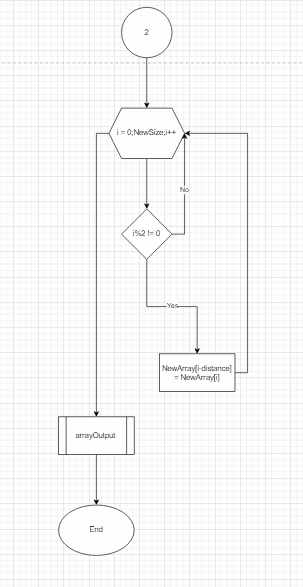 2
i = 0;NewSize;i++
No
i%2 != 0
Yes
NewArray[i-distance]
= NewArray[i]
arrayOutput
End